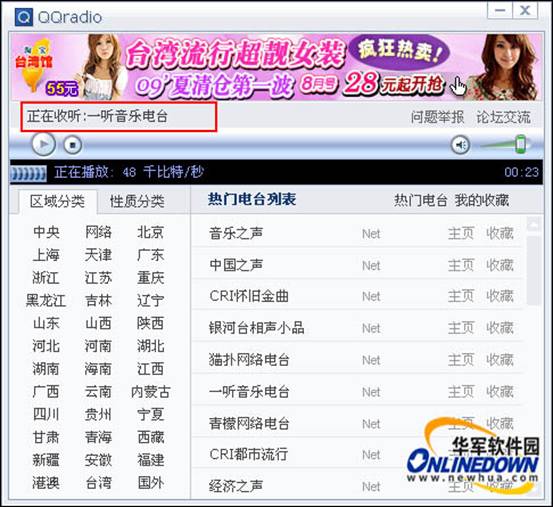 QQradio
淘宝
台湾馆
55元
台湾流行超靓女装
疯狂热卖!
09'夏清仓第一波 8月号 28元起开抢
正在收听:一听音乐电台
问题举报 论坛交流
正在播放: 48 千比特/秒 00:23
区域分类 性质分类
中央 网络 北京
上海 天津 广东
浙江 江苏 重庆
黑龙江 吉林 辽宁
山东 山西 陕西
河北 河南 湖北
湖南 海南 江西
广西 云南 内蒙古
四川 贵州 宁夏
甘肃 青海 西藏
新疆 安徽 福建
港澳 台湾 国外
热门电台列表 热门电台 我的收藏
音乐之声 Net 主页 收藏
中国之声 Net 主页 收藏
CRI怀旧金曲 Net 主页 收藏
银河台相声小品 Net 主页 收藏
猫扑网络电台 Net 主页 收藏
一听音乐电台 Net 主页 收藏
青檬网络电台 Net 主页 收藏
CRI都市流行 Net
经济之声 Net
华军软件园
ONLINEDOWN
www.newhua.com